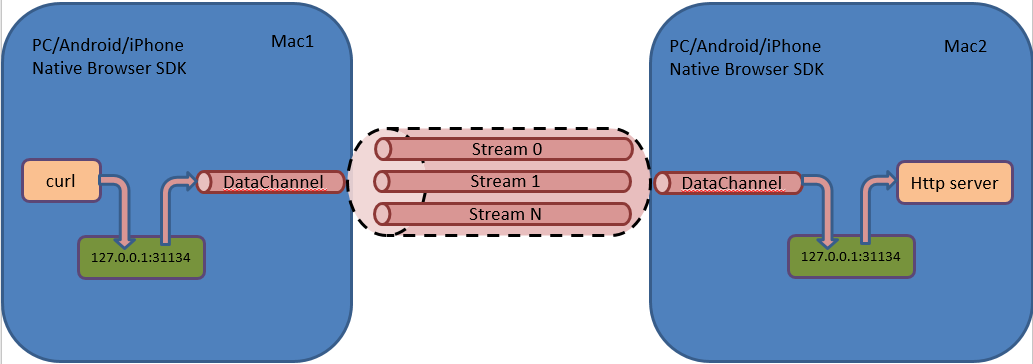 PC/Android/iPhone
Native Browser SDK
Mac1
curl
DataChannel
127.0.0.1:31134
Stream 0
Stream 1
Stream N
PC/Android/iPhone
Native Browser SDK
Mac2
DataChannel
Http server
127.0.0.1:31134